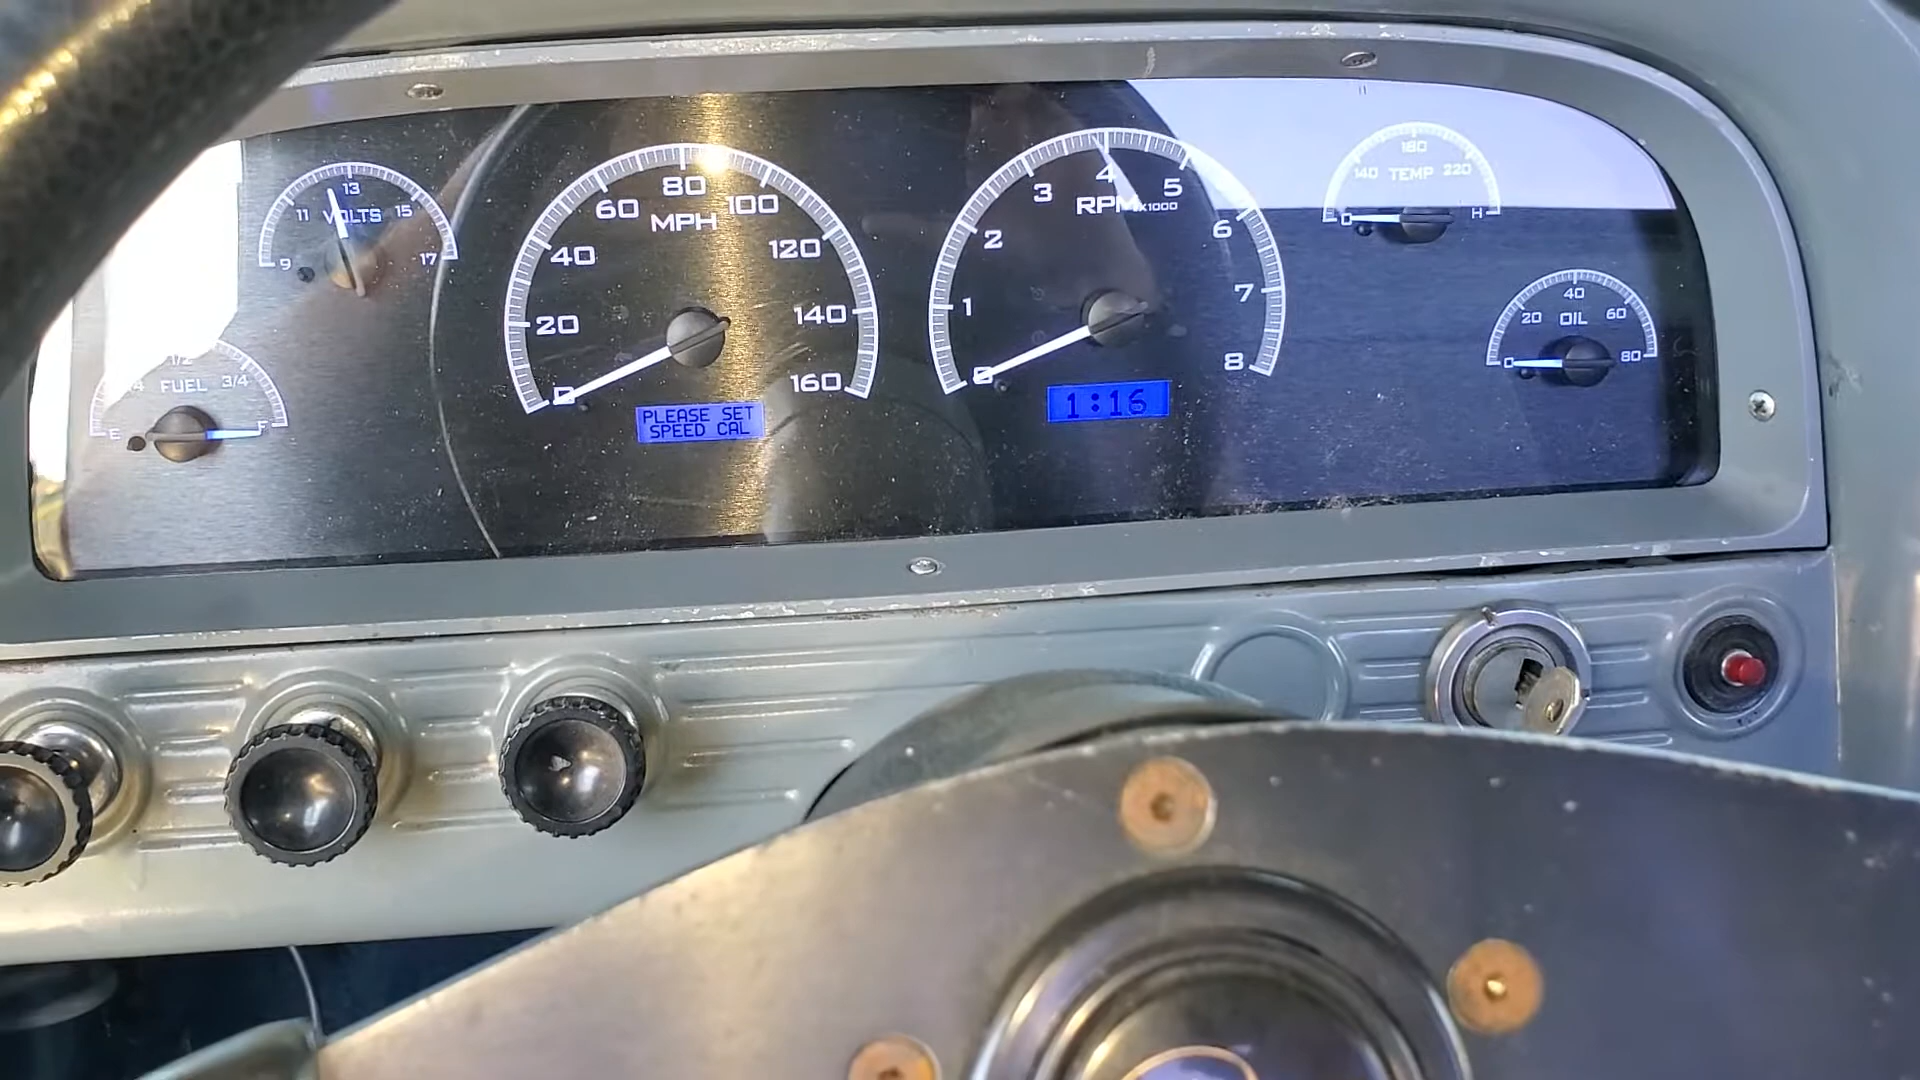 13
11 VOLTS 15
9 17
1/2
FUEL 3/4
E F
80
60 100
MPH
40 120
20 140
0 160
PLEASE SET
SPEED CAL
4
3 5
RPM x1000
2 6
1 7
0 8
1:16
180
140 TEMP 220
H
40
20 OIL 60
0 80